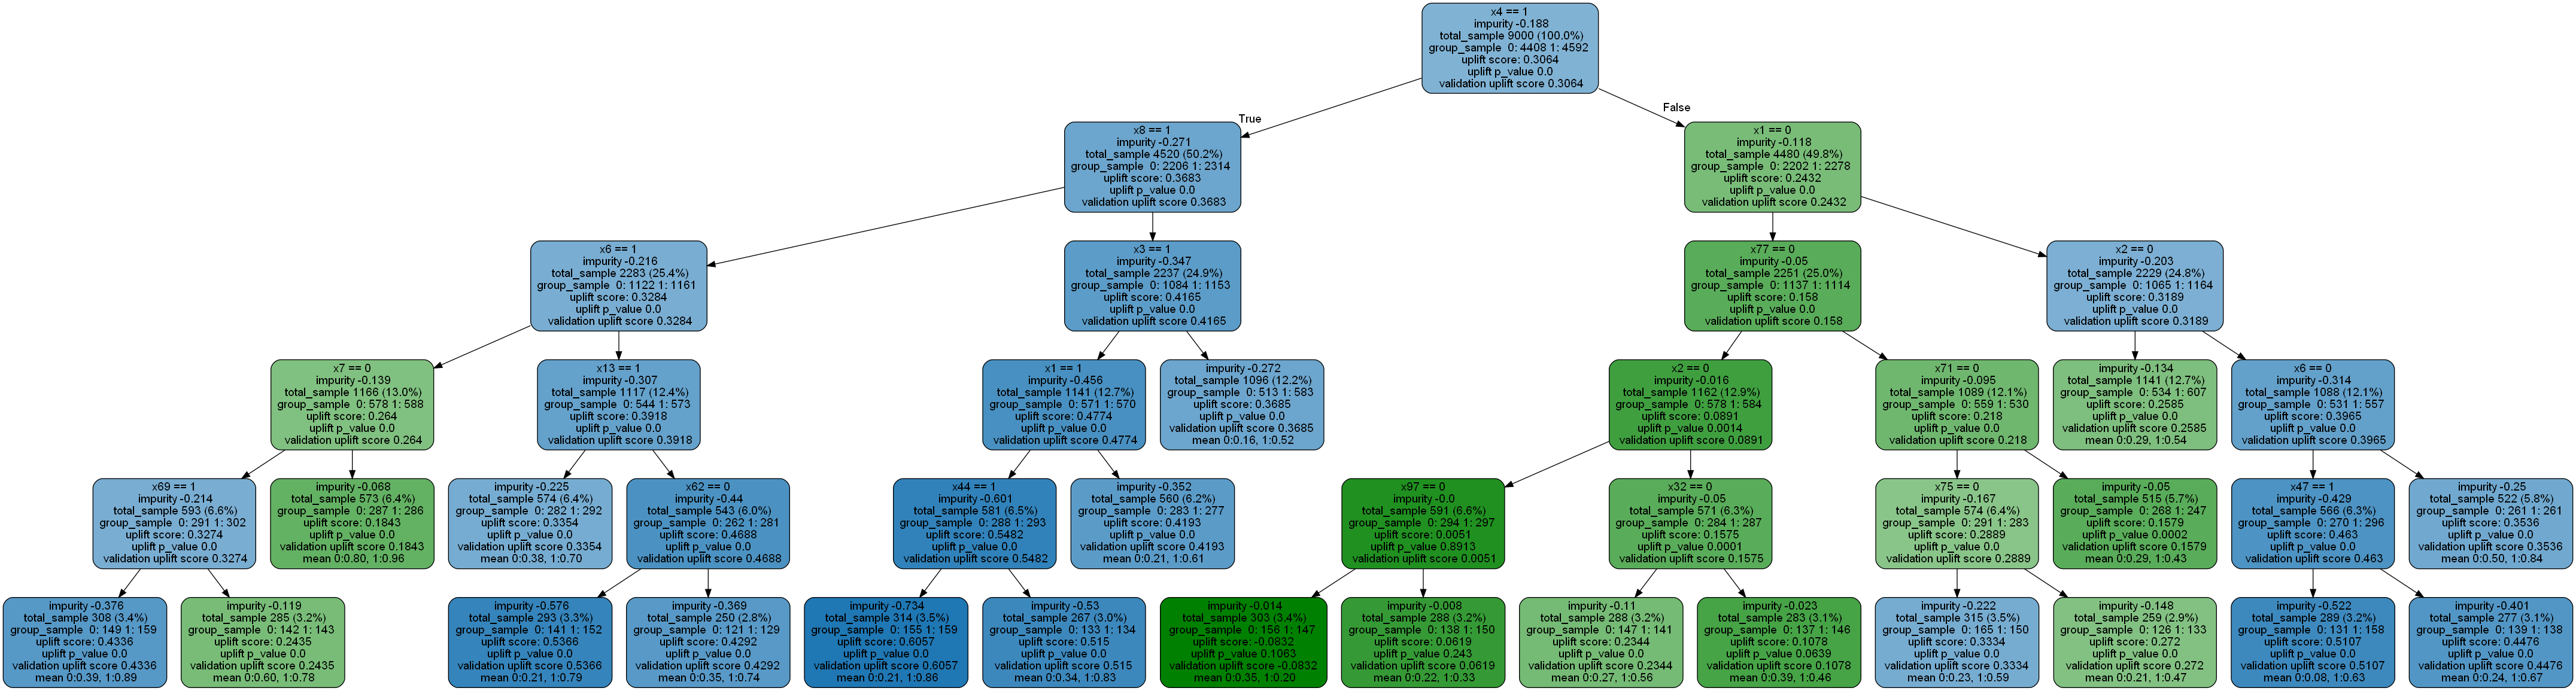 x4 == 1
impurity -0.188
total_sample 9000 (100.0%)
group_sample 0: 4408 1: 4592
uplift score: 0.3064
uplift p_value 0.0
validation uplift score 0.3064
True
False
x8 == 1
impurity -0.271
total_sample 4520 (50.2%)
group_sample 0: 2206 1: 2314
uplift score: 0.3683
uplift p_value 0.0
validation uplift score 0.3683
x1 == 0
impurity -0.118
total_sample 4480 (49.8%)
group_sample 0: 2202 1: 2278
uplift score: 0.2432
uplift p_value 0.0
validation uplift score 0.2432
x6 == 1
impurity -0.216
total_sample 2283 (25.4%)
group_sample 0: 1122 1: 1161
uplift score: 0.3284
uplift p_value 0.0
validation uplift score 0.3284
x3 == 1
impurity -0.347
total_sample 2237 (24.9%)
group_sample 0: 1084 1: 1153
uplift score: 0.4165
uplift p_value 0.0
validation uplift score 0.4165
x77 == 0
impurity -0.05
total_sample 2251 (25.0%)
group_sample 0: 1137 1: 1114
uplift score: 0.158
uplift p_value 0.0
validation uplift score 0.158
x2 == 0
impurity -0.203
total_sample 2229 (24.8%)
group_sample 0: 1065 1: 1164
uplift score: 0.3189
uplift p_value 0.0
validation uplift score 0.3189
x7 == 0
impurity -0.139
total_sample 1166 (13.0%)
group_sample 0: 578 1: 588
uplift score: 0.264
uplift p_value 0.0
validation uplift score 0.264
x13 == 1
impurity -0.307
total_sample 1117 (12.4%)
group_sample 0: 544 1: 573
uplift score: 0.3918
uplift p_value 0.0
validation uplift score 0.3918
x1 == 1
impurity -0.456
total_sample 1141 (12.7%)
group_sample 0: 571 1: 570
uplift score: 0.4774
uplift p_value 0.0
validation uplift score 0.4774
impurity -0.272
total_sample 1096 (12.2%)
group_sample 0: 513 1: 583
uplift score: 0.3685
uplift p_value 0.0
validation uplift score 0.3685
mean 0:0.16, 1:0.52
x2 == 0
impurity -0.016
total_sample 1162 (12.9%)
group_sample 0: 578 1: 584
uplift score: 0.0891
uplift p_value 0.0014
validation uplift score 0.0891
x71 == 0
impurity -0.095
total_sample 1089 (12.1%)
group_sample 0: 559 1: 530
uplift score: 0.218
uplift p_value 0.0
validation uplift score 0.218
impurity -0.134
total_sample 1141 (12.7%)
group_sample 0: 534 1: 607
uplift score: 0.2585
uplift p_value 0.0
validation uplift score 0.2585
mean 0:0.29, 1:0.54
x6 == 0
impurity -0.314
total_sample 1088 (12.1%)
group_sample 0: 531 1: 557
uplift score: 0.3965
uplift p_value 0.0
validation uplift score 0.3965
x69 == 1
impurity -0.214
total_sample 593 (6.6%)
group_sample 0: 291 1: 302
uplift score: 0.3274
uplift p_value 0.0
validation uplift score 0.3274
impurity -0.068
total_sample 573 (6.4%)
group_sample 0: 287 1: 286
uplift score: 0.1843
uplift p_value 0.0
validation uplift score 0.1843
mean 0:0.80, 1:0.96
impurity -0.225
total_sample 574 (6.4%)
group_sample 0: 282 1: 292
uplift score: 0.3354
uplift p_value 0.0
validation uplift score 0.3354
mean 0:0.38, 1:0.70
x62 == 0
impurity -0.44
total_sample 543 (6.0%)
group_sample 0: 262 1: 281
uplift score: 0.4688
uplift p_value 0.0
validation uplift score 0.4688
x44 == 1
impurity -0.601
total_sample 581 (6.5%)
group_sample 0: 288 1: 293
uplift score: 0.5482
uplift p_value 0.0
validation uplift score 0.5482
impurity -0.352
total_sample 560 (6.2%)
group_sample 0: 283 1: 277
uplift score: 0.4193
uplift p_value 0.0
validation uplift score 0.4193
mean 0:0.21, 1:0.61
x97 == 0
impurity -0.0
total_sample 591 (6.6%)
group_sample 0: 294 1: 297
uplift score: 0.0051
uplift p_value 0.8913
validation uplift score 0.0051
x32 == 0
impurity -0.05
total_sample 571 (6.3%)
group_sample 0: 284 1: 287
uplift score: 0.1575
uplift p_value 0.0001
validation uplift score 0.1575
x75 == 0
impurity -0.167
total_sample 574 (6.4%)
group_sample 0: 291 1: 283
uplift score: 0.2889
uplift p_value 0.0
validation uplift score 0.2889
impurity -0.05
total_sample 515 (5.7%)
group_sample 0: 268 1: 247
uplift score: 0.1579
uplift p_value 0.0002
validation uplift score 0.1579
mean 0:0.29, 1:0.43
x47 == 1
impurity -0.429
total_sample 566 (6.3%)
group_sample 0: 270 1: 296
uplift score: 0.463
uplift p_value 0.0
validation uplift score 0.463
impurity -0.25
total_sample 522 (5.8%)
group_sample 0: 261 1: 261
uplift score: 0.3536
uplift p_value 0.0
validation uplift score 0.3536
mean 0:0.50, 1:0.84
impurity -0.376
total_sample 308 (3.4%)
group_sample 0: 149 1: 159
uplift score: 0.4336
uplift p_value 0.0
validation uplift score 0.4336
mean 0:0.39, 1:0.89
impurity -0.119
total_sample 285 (3.2%)
group_sample 0: 142 1: 143
uplift score: 0.2435
uplift p_value 0.0
validation uplift score 0.2435
mean 0:0.60, 1:0.78
impurity -0.576
total_sample 293 (3.3%)
group_sample 0: 141 1: 152
uplift score: 0.5366
uplift p_value 0.0
validation uplift score 0.5366
mean 0:0.21, 1:0.79
impurity -0.369
total_sample 250 (2.8%)
group_sample 0: 121 1: 129
uplift score: 0.4292
uplift p_value 0.0
validation uplift score 0.4292
mean 0:0.35, 1:0.74
impurity -0.734
total_sample 314 (3.5%)
group_sample 0: 155 1: 159
uplift score: 0.6057
uplift p_value 0.0
validation uplift score 0.6057
mean 0:0.21, 1:0.86
impurity -0.53
total_sample 267 (3.0%)
group_sample 0: 133 1: 134
uplift score: 0.515
uplift p_value 0.0
validation uplift score 0.515
mean 0:0.34, 1:0.83
impurity -0.014
total_sample 303 (3.4%)
group_sample 0: 156 1: 147
uplift score: -0.0832
uplift p_value 0.1063
validation uplift score -0.0832
mean 0:0.35, 1:0.20
impurity -0.008
total_sample 288 (3.2%)
group_sample 0: 138 1: 150
uplift score: 0.0619
uplift p_value 0.243
validation uplift score 0.0619
mean 0:0.22, 1:0.33
impurity -0.11
total_sample 288 (3.2%)
group_sample 0: 147 1: 141
uplift score: 0.2344
uplift p_value 0.0
validation uplift score 0.2344
mean 0:0.27, 1:0.56
impurity -0.023
total_sample 283 (3.1%)
group_sample 0: 137 1: 146
uplift score: 0.1078
uplift p_value 0.0639
validation uplift score 0.1078
mean 0:0.39, 1:0.46
impurity -0.222
total_sample 315 (3.5%)
group_sample 0: 165 1: 150
uplift score: 0.3334
uplift p_value 0.0
validation uplift score 0.3334
mean 0:0.23, 1:0.59
impurity -0.148
total_sample 259 (2.9%)
group_sample 0: 126 1: 133
uplift score: 0.272
uplift p_value 0.0
validation uplift score 0.272
mean 0:0.21, 1:0.47
impurity -0.522
total_sample 289 (3.2%)
group_sample 0: 131 1: 158
uplift score: 0.5107
uplift p_value 0.0
validation uplift score 0.5107
mean 0:0.08, 1:0.63
impurity -0.401
total_sample 277 (3.1%)
group_sample 0: 139 1: 138
uplift score: 0.4476
uplift p_value 0.0
validation uplift score 0.4476
mean 0:0.24, 1:0.67